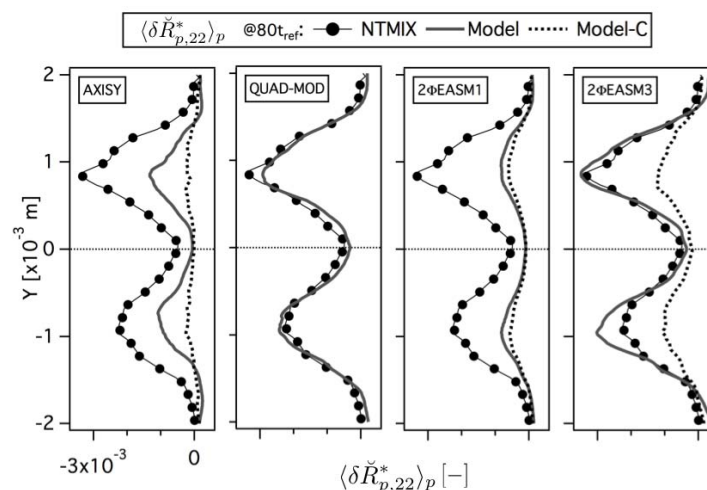 ⟨δR̆*p,22⟩p @80tref: NTMIX Model Model-C
AXISY QUAD-MOD 2ΦEASM1 2ΦEASM3
2
1
0
-1
-2
Y [x10⁻³ m]
-3x10⁻³ 0
⟨δR̆*p,22⟩p [–]